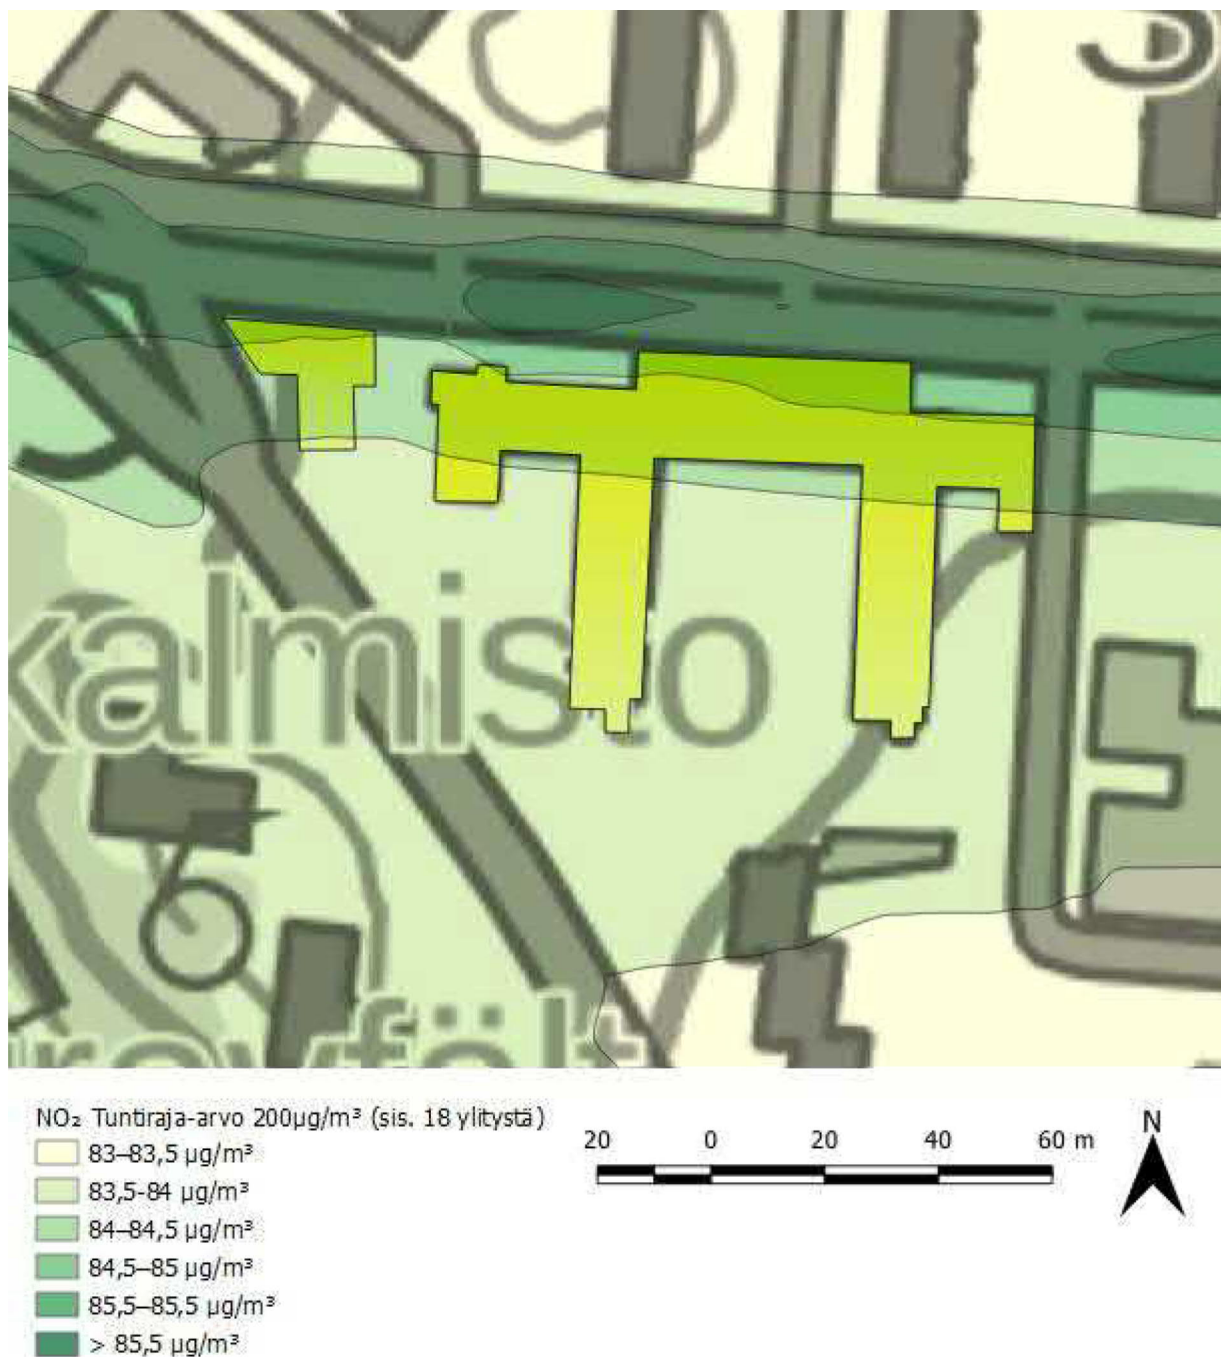 kalmisto
NO₂ Tuntiraja-arvo 200µg/m³ (sis. 18 ylitystä)
83–83,5 µg/m³
83,5-84 µg/m³
84–84,5 µg/m³
84,5–85 µg/m³
85,5–85,5 µg/m³
> 85,5 µg/m³
20 0 20 40 60 m
N